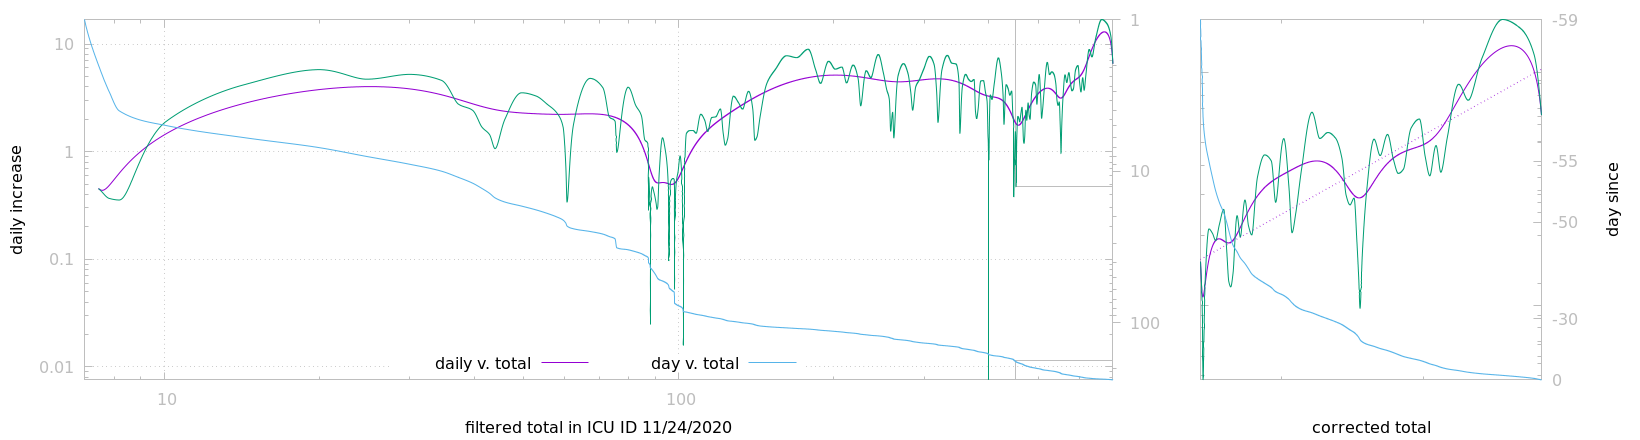 10
1
0.1
0.01
daily increase
daily v. total
day v. total
10
100
filtered total in ICU ID 11/24/2020
1
10
100
-59
-55
-50
-30
0
day since
corrected total